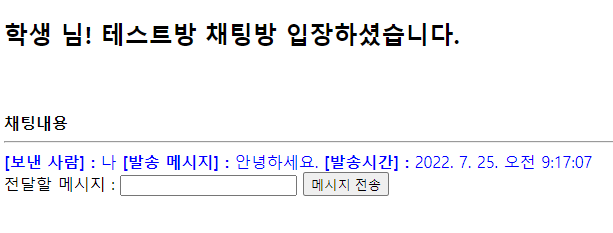 학생 님! 테스트방 채팅방 입장하셨습니다.
채팅내용
[보낸 사람] : 나 [발송 메시지] : 안녕하세요. [발송시간] : 2022. 7. 25. 오전 9:17:07
전달할 메시지 : 메시지 전송